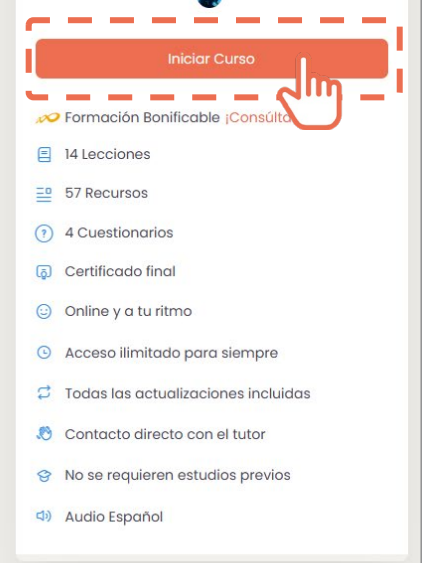 Iniciar Curso
Formación Bonificable ¡Consúlta
14 Lecciones
57 Recursos
4 Cuestionarios
Certificado final
Online y a tu ritmo
Acceso ilimitado para siempre
Todas las actualizaciones incluidas
Contacto directo con el tutor
No se requieren estudios previos
Audio Español